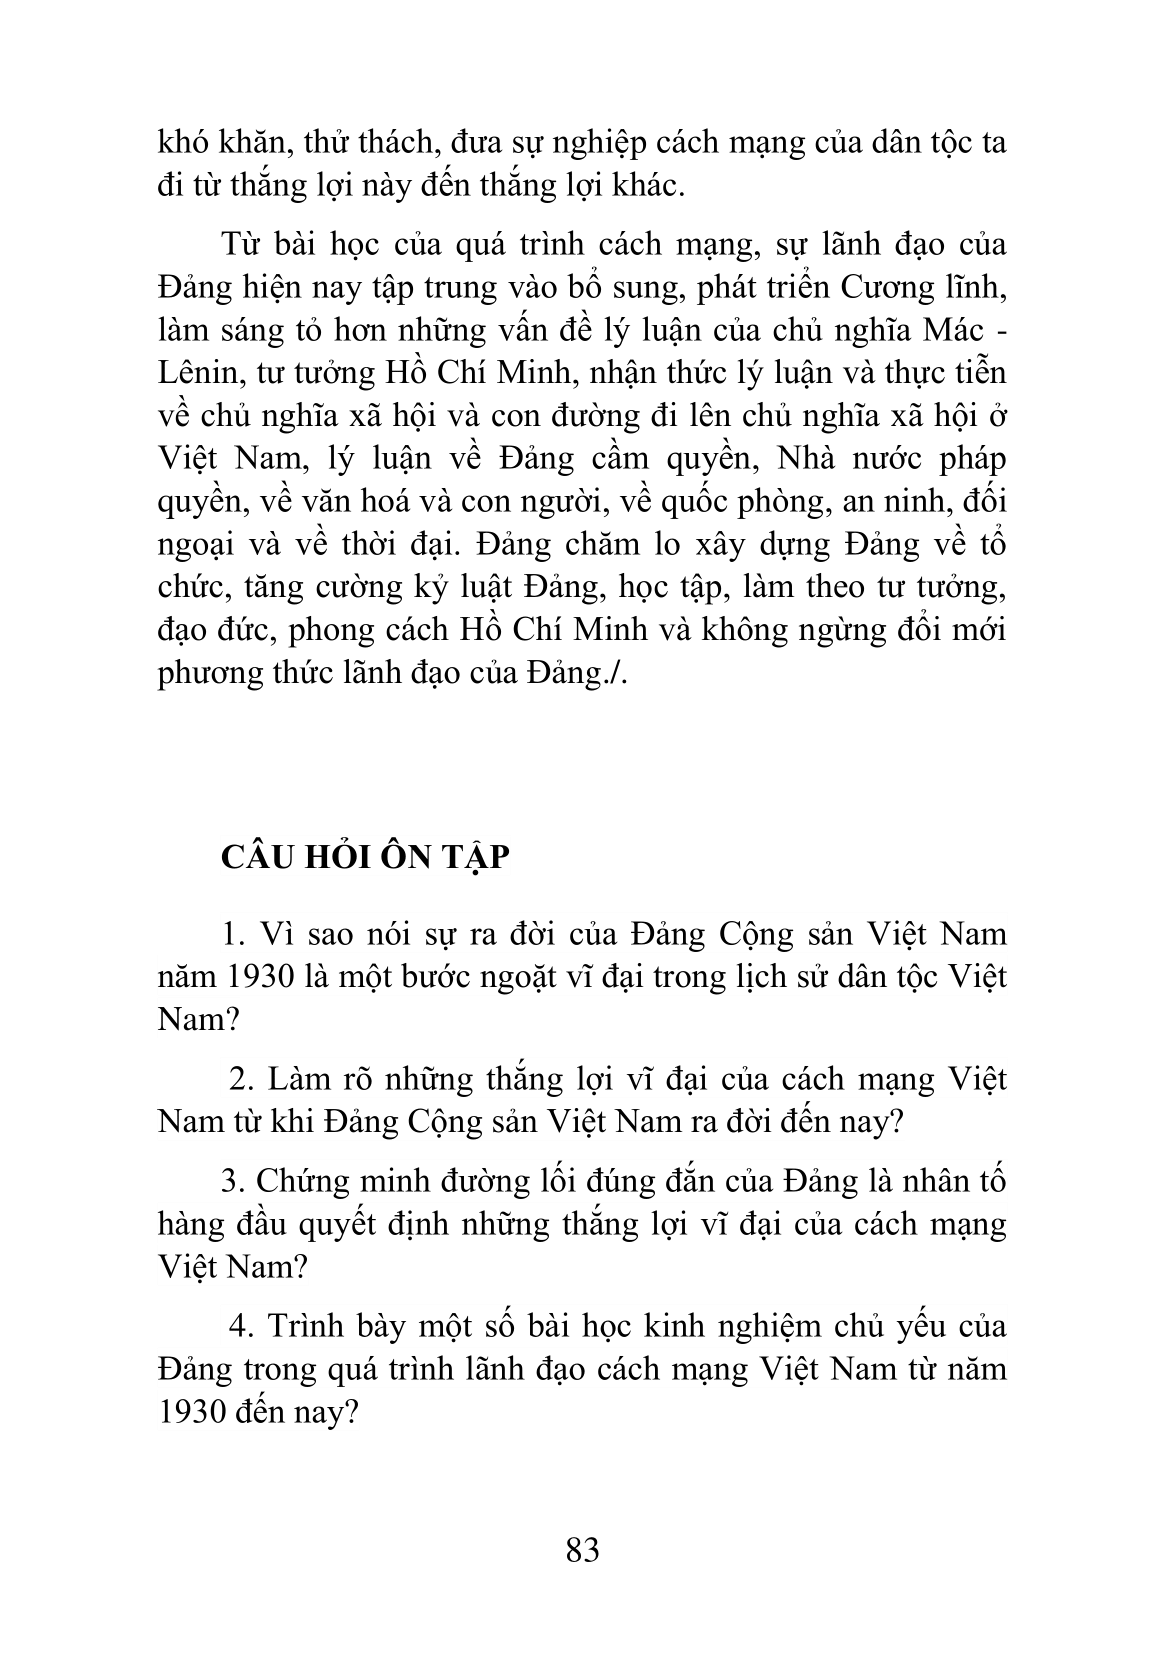 khó khăn, thử thách, đưa sự nghiệp cách mạng của dân tộc ta
đi từ thắng lợi này đến thắng lợi khác.
Từ bài học của quá trình cách mạng, sự lãnh đạo của
Đảng hiện nay tập trung vào bổ sung, phát triển Cương lĩnh,
làm sáng tỏ hơn những vấn đề lý luận của chủ nghĩa Mác -
Lênin, tư tưởng Hồ Chí Minh, nhận thức lý luận và thực tiễn
về chủ nghĩa xã hội và con đường đi lên chủ nghĩa xã hội ở
Việt Nam, lý luận về Đảng cầm quyền, Nhà nước pháp
quyền, về văn hoá và con người, về quốc phòng, an ninh, đối
ngoại và về thời đại. Đảng chăm lo xây dựng Đảng về tổ
chức, tăng cường kỷ luật Đảng, học tập, làm theo tư tưởng,
đạo đức, phong cách Hồ Chí Minh và không ngừng đổi mới
phương thức lãnh đạo của Đảng./.
CÂU HỎI ÔN TẬP
1. Vì sao nói sự ra đời của Đảng Cộng sản Việt Nam
năm 1930 là một bước ngoặt vĩ đại trong lịch sử dân tộc Việt
Nam?
2. Làm rõ những thắng lợi vĩ đại của cách mạng Việt
Nam từ khi Đảng Cộng sản Việt Nam ra đời đến nay?
3. Chứng minh đường lối đúng đắn của Đảng là nhân tố
hàng đầu quyết định những thắng lợi vĩ đại của cách mạng
Việt Nam?
4. Trình bày một số bài học kinh nghiệm chủ yếu của
Đảng trong quá trình lãnh đạo cách mạng Việt Nam từ năm
1930 đến nay?
83